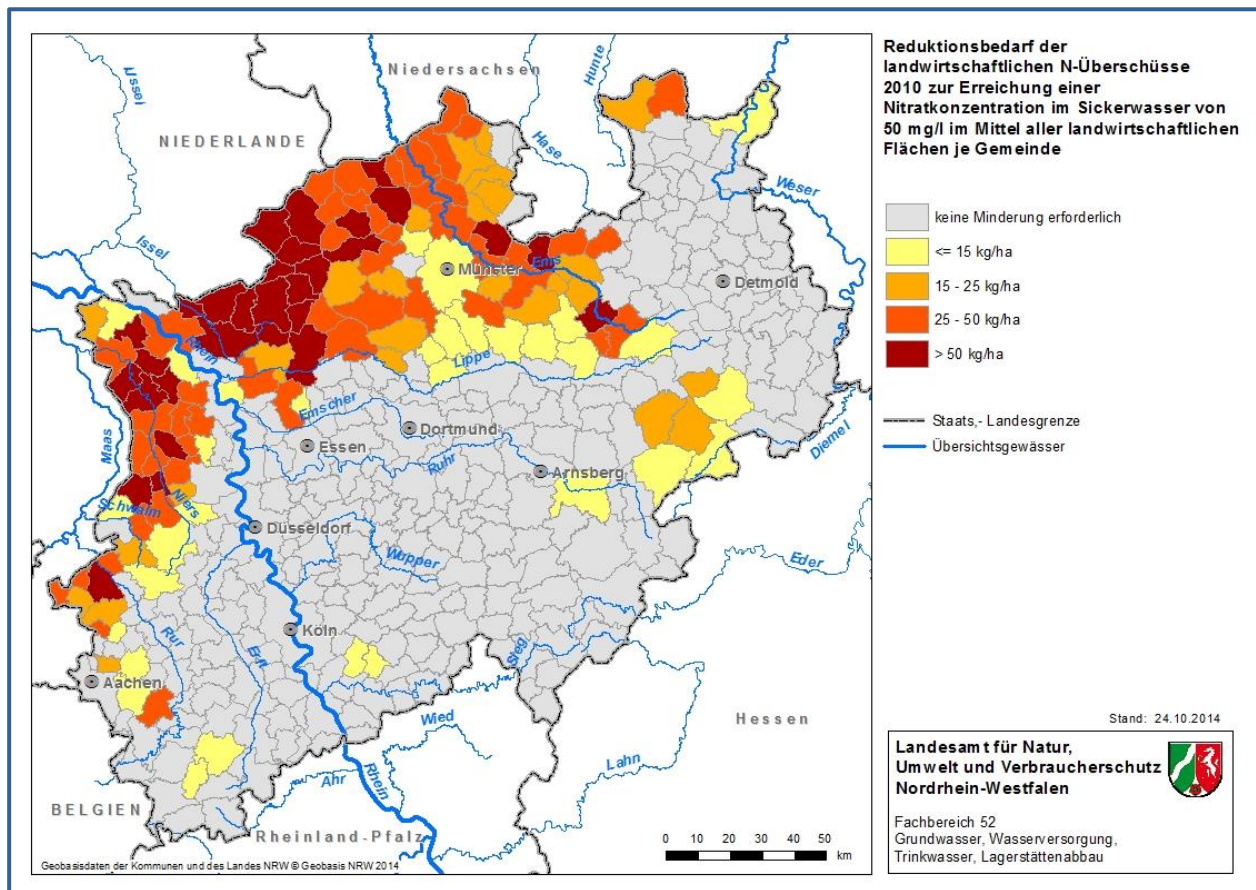 Reduktionsbedarf der
landwirtschaftlichen N-Überschüsse
2010 zur Erreichung einer
Nitratkonzentration im Sickerwasser von
50 mg/l im Mittel aller landwirtschaftlichen
Flächen je Gemeinde
keine Minderung erforderlich
<= 15 kg/ha
15 - 25 kg/ha
25 - 50 kg/ha
> 50 kg/ha
Staats,- Landesgrenze
Übersichtsgewässer
Niedersachsen
IJssel
Hunte
NIEDERLANDE
Hase
Weser
Issel
Münster
Ems
Detmold
Rhein
Lippe
Emscher
Dortmund
Essen
Ruhr
Maas
Diemel
Arnsberg
Niers
Schwalm
Düsseldorf
Wupper
Eder
Köln
Rur
Erft
Sieg
Aachen
Wied
Hessen
Lahn
Ahr
Rhein
BELGIEN
Rheinland-Pfalz
0 10 20 30 40 50
km
Geobasisdaten der Kommunen und des Landes NRW © Geobasis NRW 2014
Stand: 24.10.2014
Landesamt für Natur,
Umwelt und Verbraucherschutz
Nordrhein-Westfalen
Fachbereich 52
Grundwasser, Wasserversorgung,
Trinkwasser, Lagerstättenabbau